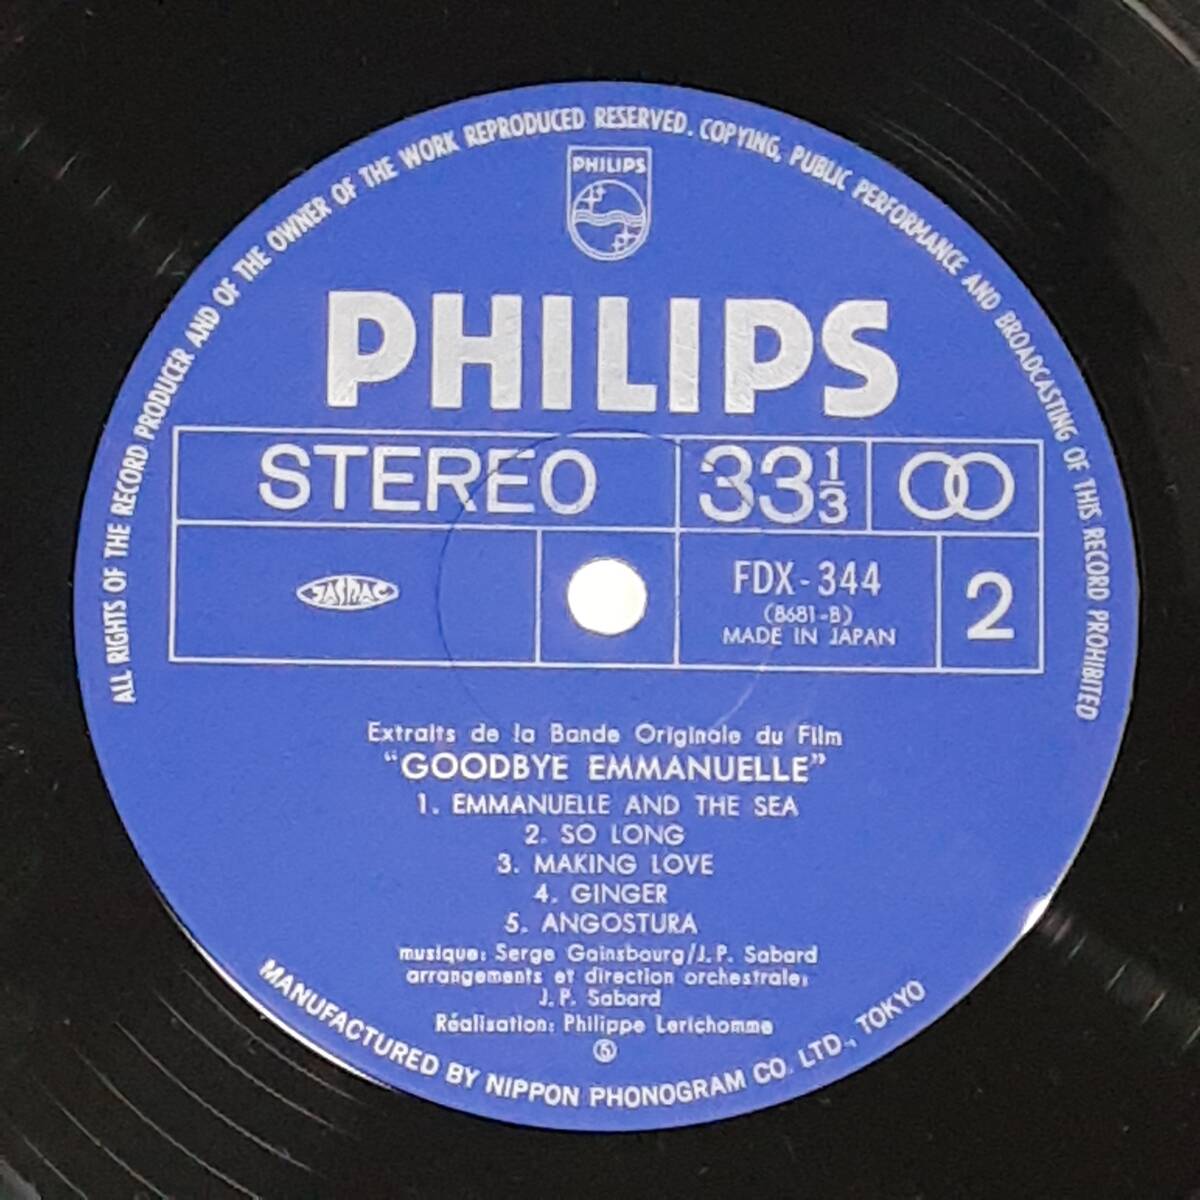 ALL RIGHTS OF THE RECORD PRODUCER AND OF THE OWNER OF THE WORK REPRODUCED RESERVED. COPYING, PUBLIC PERFORMANCE AND BROADCASTING OF THIS RECORD PROHIBITED
PHILIPS
PHILIPS
STEREO 33 1/3
JASRAC
FDX-344
(8681-B)
MADE IN JAPAN
2
Extraits de la Bande Originale du Film
“GOODBYE EMMANUELLE”
1. EMMANUELLE AND THE SEA
2. SO LONG
3. MAKING LOVE
4. GINGER
5. ANGOSTURA
musique: Serge Gainsbourg/J.P. Sabard
arrangements et direction orchestrale:
J.P. Sabard
Réalisation: Philippe Lerichomme
MANUFACTURED BY NIPPON PHONOGRAM CO. LTD., TOKYO